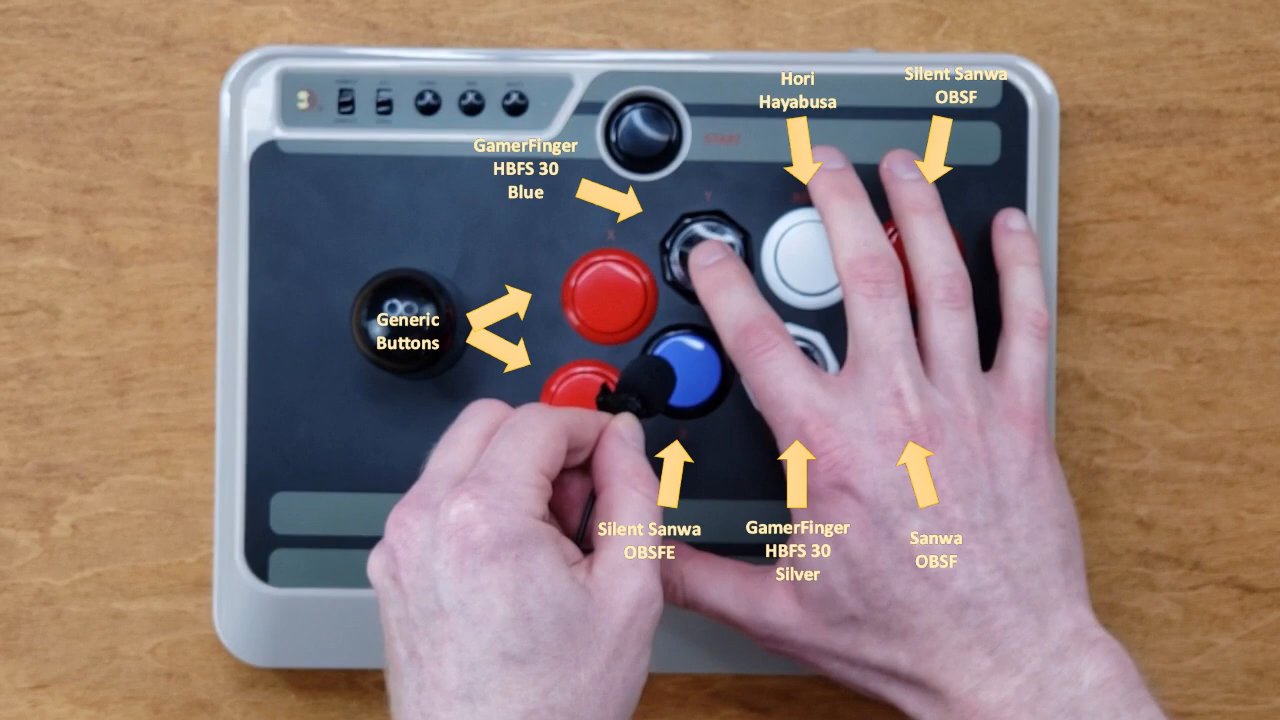 Hori
Hayabusa
Silent Sanwa
OBSF
START
GamerFinger
HBFS 30
Blue
Y
X
Generic
Buttons
Silent Sanwa
OBSFE
GamerFinger
HBFS 30
Silver
Sanwa
OBSF